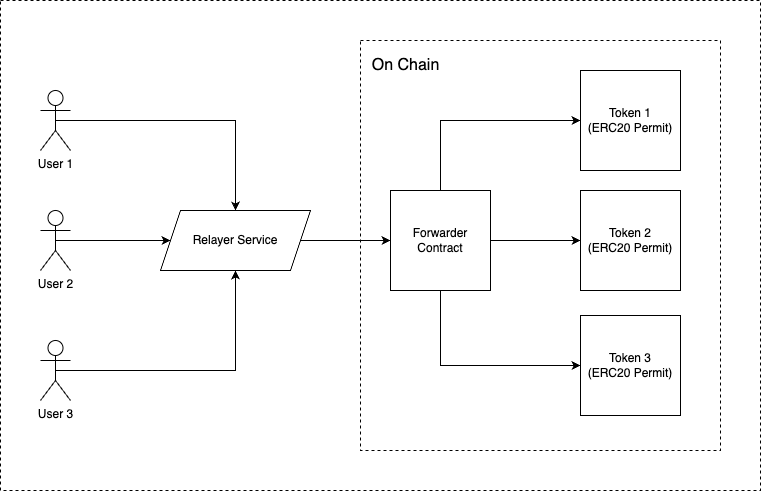 On Chain
User 1
User 2
User 3
Relayer Service
Forwarder
Contract
Token 1
(ERC20 Permit)
Token 2
(ERC20 Permit)
Token 3
(ERC20 Permit)